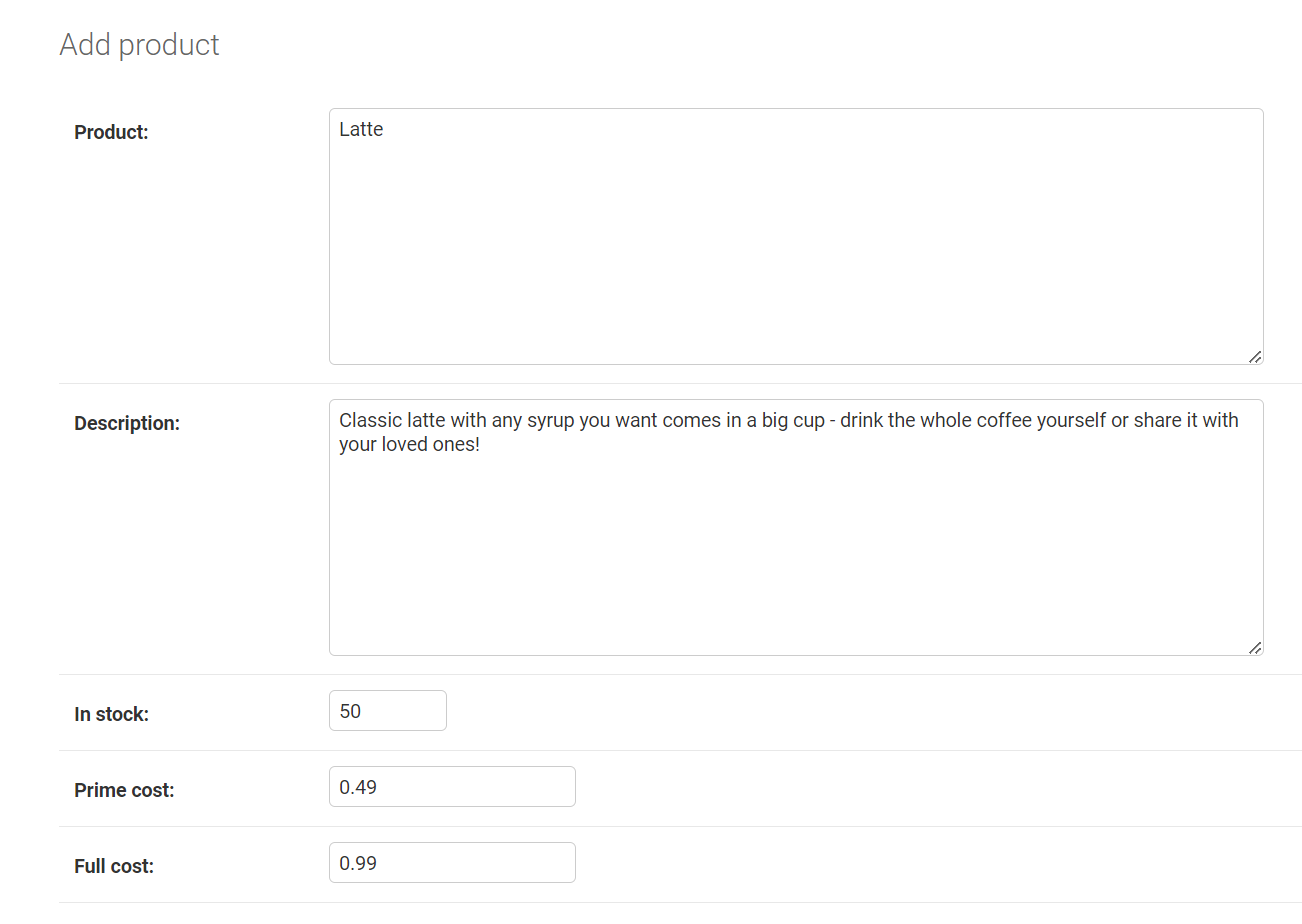 Add product
Product:
Latte
Description:
Classic latte with any syrup you want comes in a big cup - drink the whole coffee yourself or share it with
your loved ones!
In stock:
50
Prime cost:
0.49
Full cost:
0.99